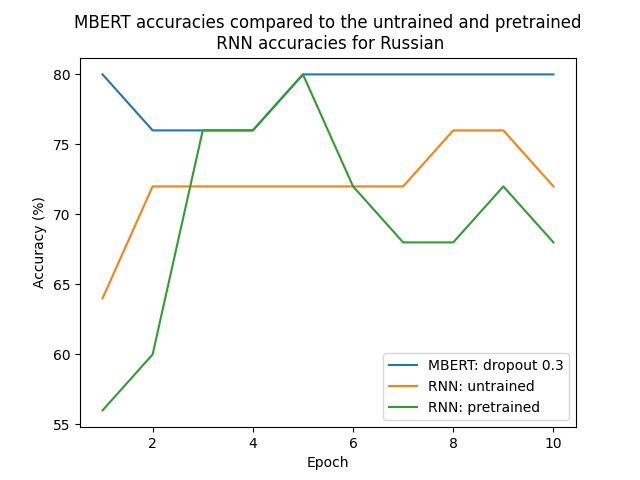 MBERT accuracies compared to the untrained and pretrained
RNN accuracies for Russian
80
75
70
65
60
55
Accuracy (%)
2
4
6
8
10
Epoch
MBERT: dropout 0.3
RNN: untrained
RNN: pretrained